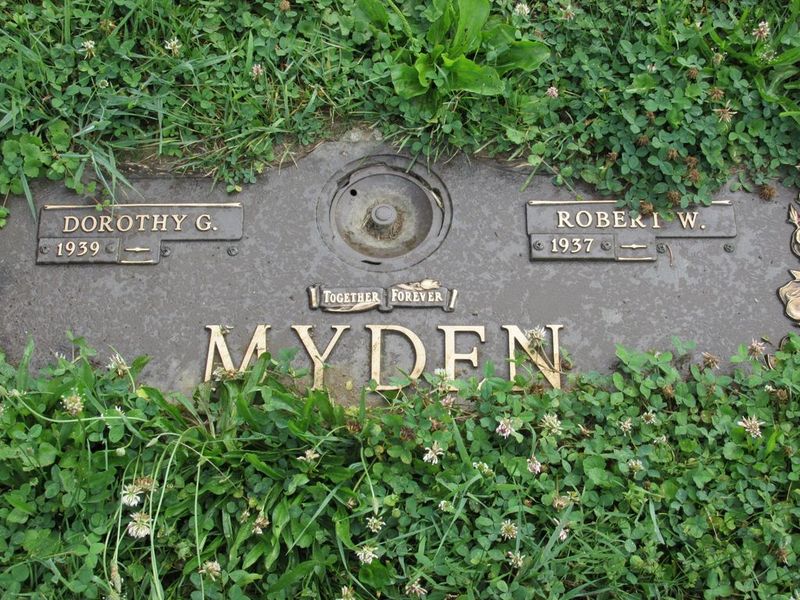 DOROTHY G.
1939
ROBERT W.
1937
TOGETHER FOREVER
MYDEN